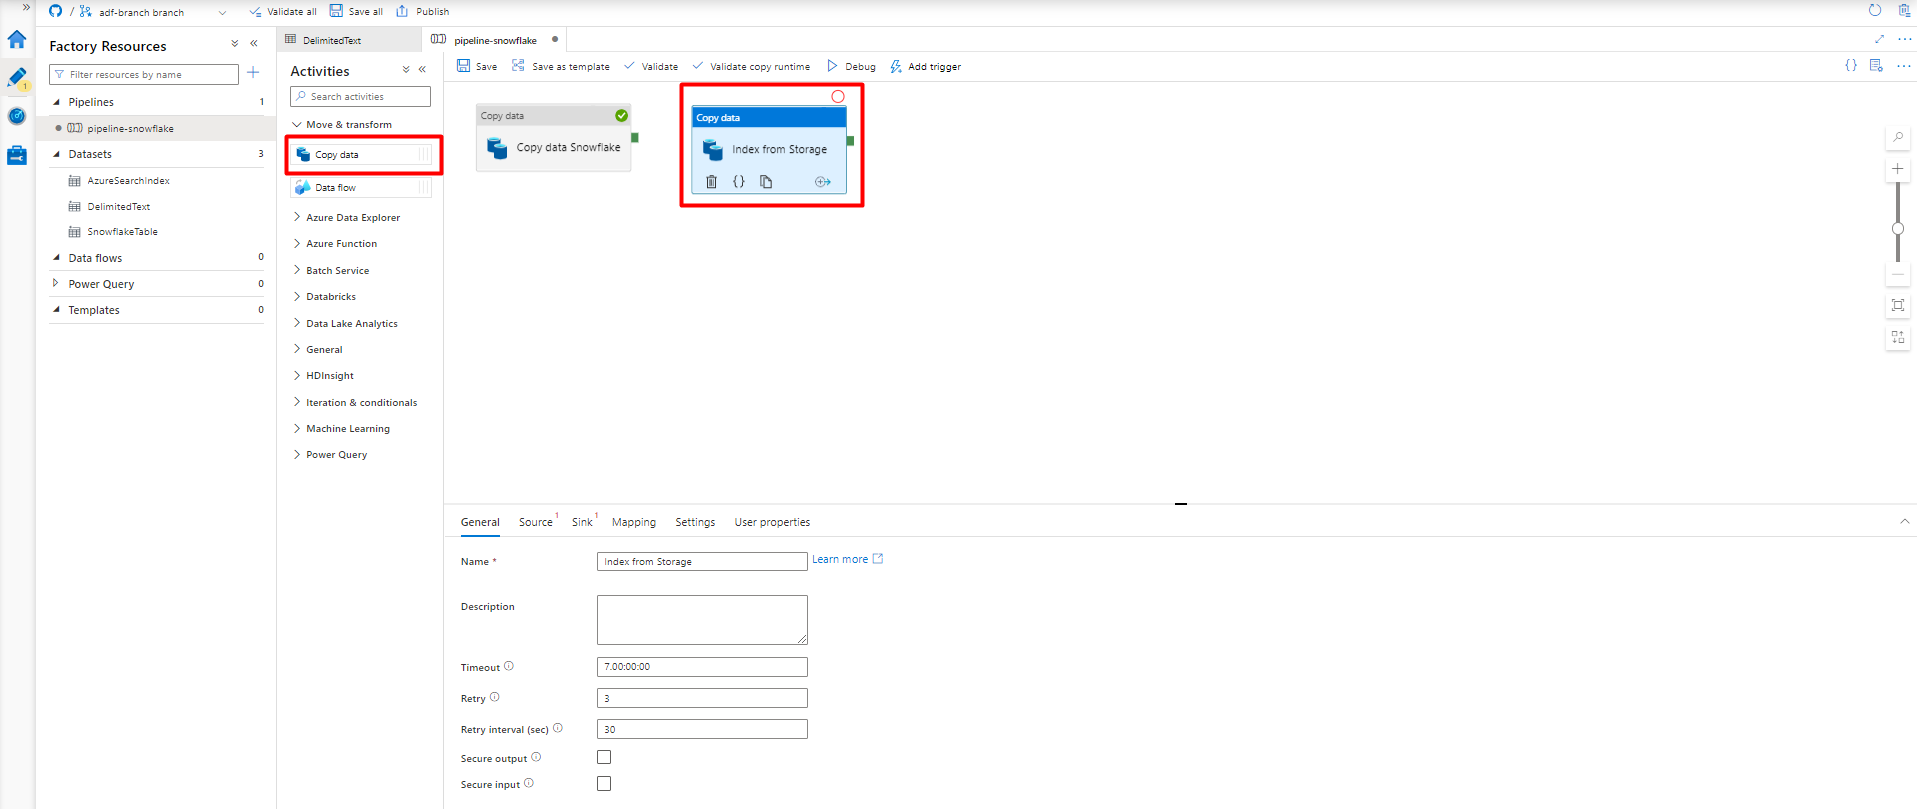 adf-branch branch
Validate all
Save all
Publish
1
Factory Resources
Filter resources by name
Pipelines 1
pipeline-snowflake
Datasets 3
AzureSearchIndex
DelimitedText
SnowflakeTable
Data flows 0
Power Query 0
Templates 0
DelimitedText
pipeline-snowflake
Activities
Search activities
Move & transform
Copy data
Data flow
Azure Data Explorer
Azure Function
Batch Service
Databricks
Data Lake Analytics
General
HDInsight
Iteration & conditionals
Machine Learning
Power Query
Save
Save as template
Validate
Validate copy runtime
Debug
Add trigger
Copy data
Copy data Snowflake
Copy data
Index from Storage
General
Source 1
Sink 1
Mapping
Settings
User properties
Name *
Index from Storage
Learn more
Description
Timeout
7.00:00:00
Retry
3
Retry interval (sec)
30
Secure output
Secure input